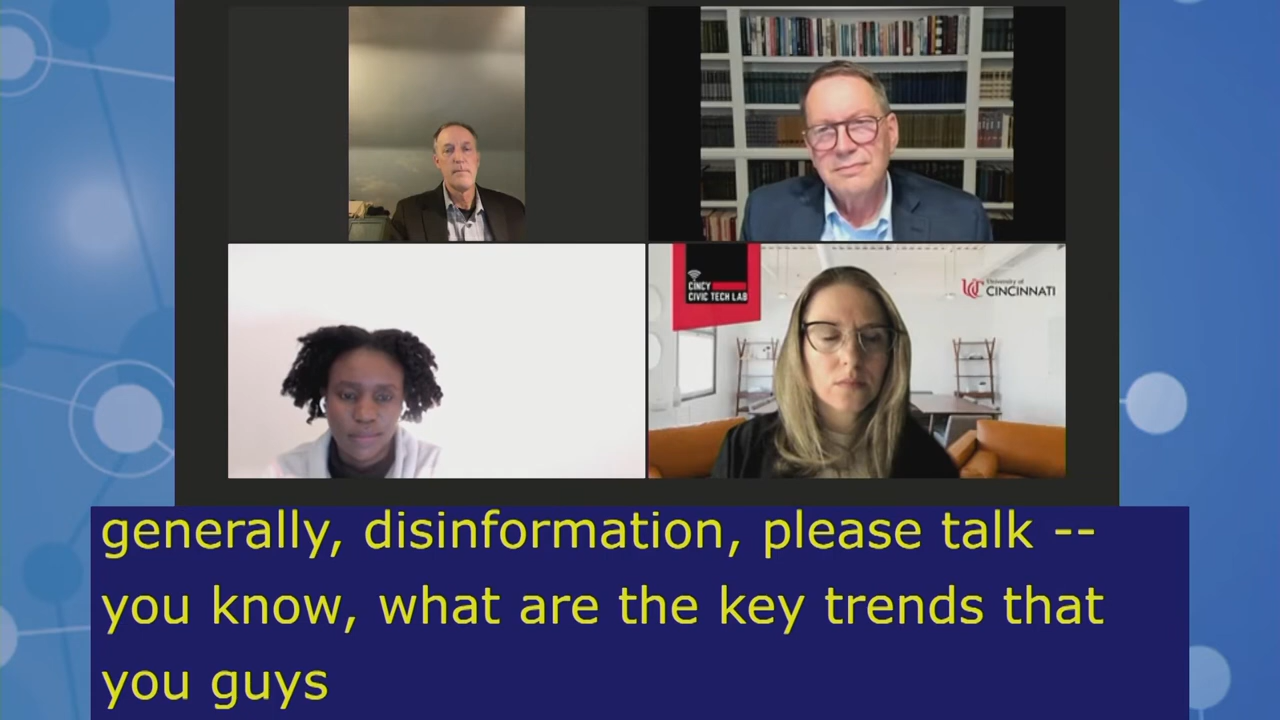 CINCY
CIVIC TECH LAB
UC University of
CINCINNATI
generally, disinformation, please talk --
you know, what are the key trends that
you guys